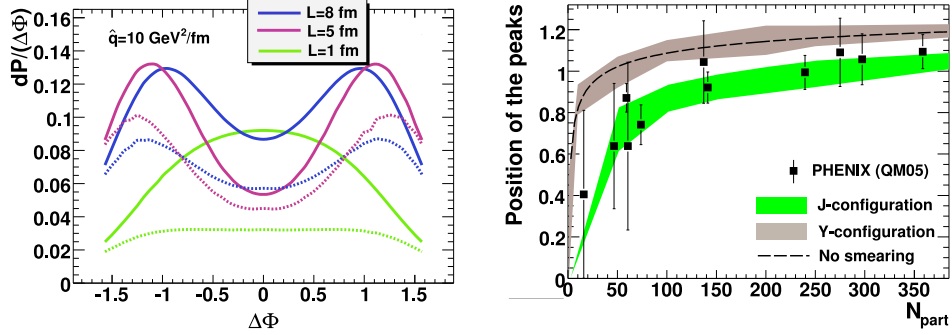 dP/(ΔΦ)
0.16
0.14
0.12
0.1
0.08
0.06
0.04
0.02
0
q̂=10 GeV²/fm
L=8 fm
L=5 fm
L=1 fm
-1.5 -1 -0.5 0 0.5 1 1.5
ΔΦ
Position of the peaks
1.2
1
0.8
0.6
0.4
0.2
0
PHENIX (QM05)
J-configuration
Y-configuration
No smearing
0 50 100 150 200 250 300 350
N_part